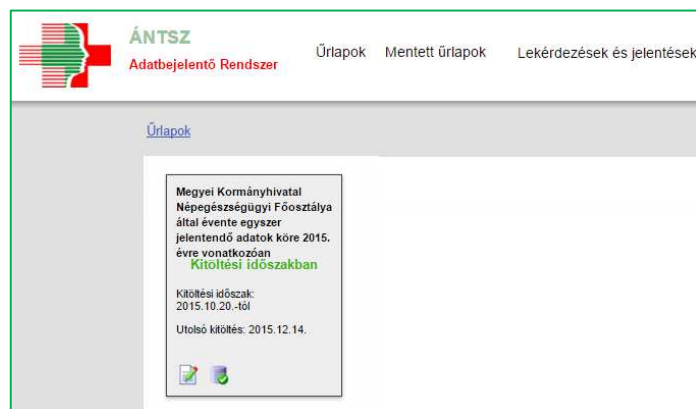 ÁNTSZ
Adatbejelentő Rendszer
Űrlapok Mentett űrlapok Lekérdezések és jelentések
Űrlapok
Megyei Kormányhivatal
Népegészségügyi Főosztálya
által évente egyszer
jelentendő adatok köre 2015.
évre vonatkozóan
Kitöltési időszakban
Kitöltési időszak:
2015.10.20.-tól
Utolsó kitöltés: 2015.12.14.